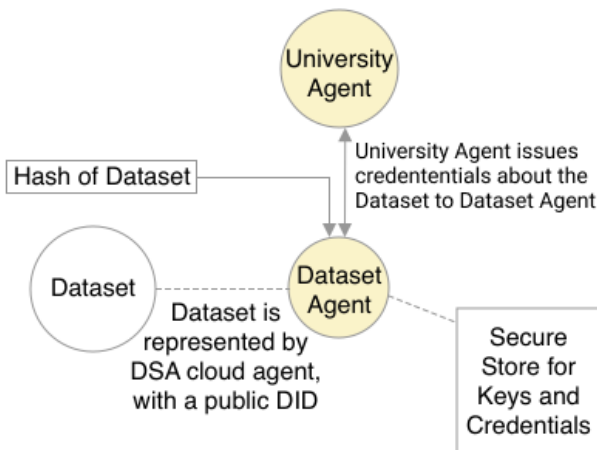 University
Agent
University Agent issues
credententials about the
Dataset to Dataset Agent
Hash of Dataset
Dataset
Dataset
Agent
Dataset is
represented by
DSA cloud agent,
with a public DID
Secure
Store for
Keys and
Credentials